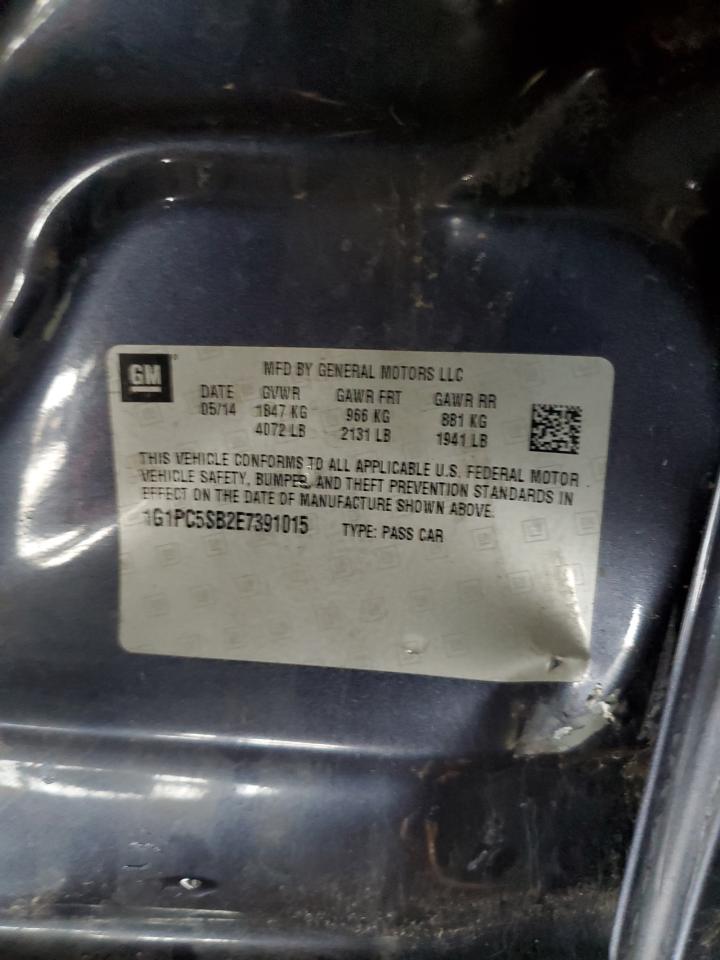 GM
MFD BY GENERAL MOTORS LLC
DATE GVWR GAWR FRT GAWR RR
05/14 1847 KG 966 KG 881 KG
4072 LB 2131 LB 1941 LB
THIS VEHICLE CONFORMS TO ALL APPLICABLE U.S. FEDERAL MOTOR
VEHICLE SAFETY, BUMPER, AND THEFT PREVENTION STANDARDS IN
EFFECT ON THE DATE OF MANUFACTURE SHOWN ABOVE.
1G1PC5SB2E7391015 TYPE: PASS CAR